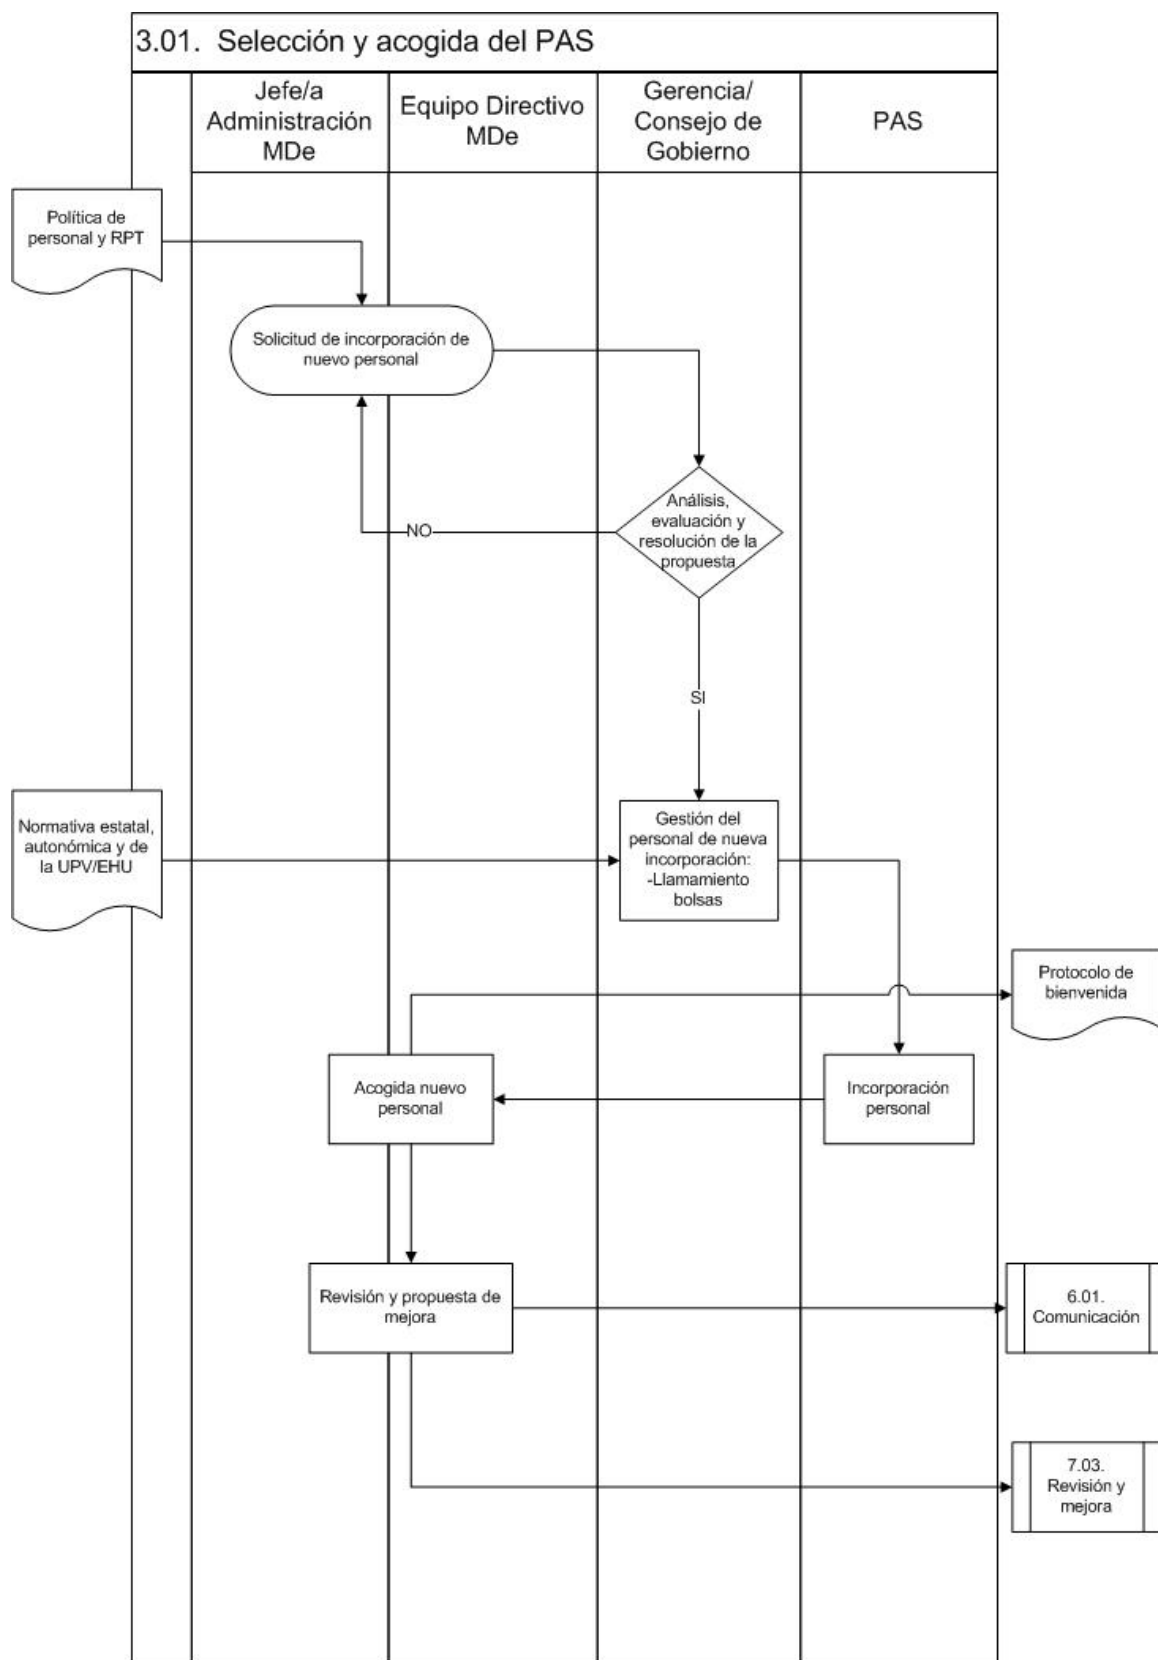 3.01.  Selección y acogida del PAS
Jefe/a
Administración
MDe
Equipo Directivo
MDe
Gerencia/
Consejo de
Gobierno
PAS
Política de
personal y RPT
Solicitud de incorporación de
nuevo personal
Análisis,
evaluación y
resolución de la
propuesta
NO
SI
Normativa estatal,
autonómica y de
la UPV/EHU
Gestión del
personal de nueva
incorporación:
-Llamamiento
bolsas
Protocolo de
bienvenida
Acogida nuevo
personal
Incorporación
personal
Revisión y propuesta de
mejora
6.01.
Comunicación
7.03.
Revisión y
mejora